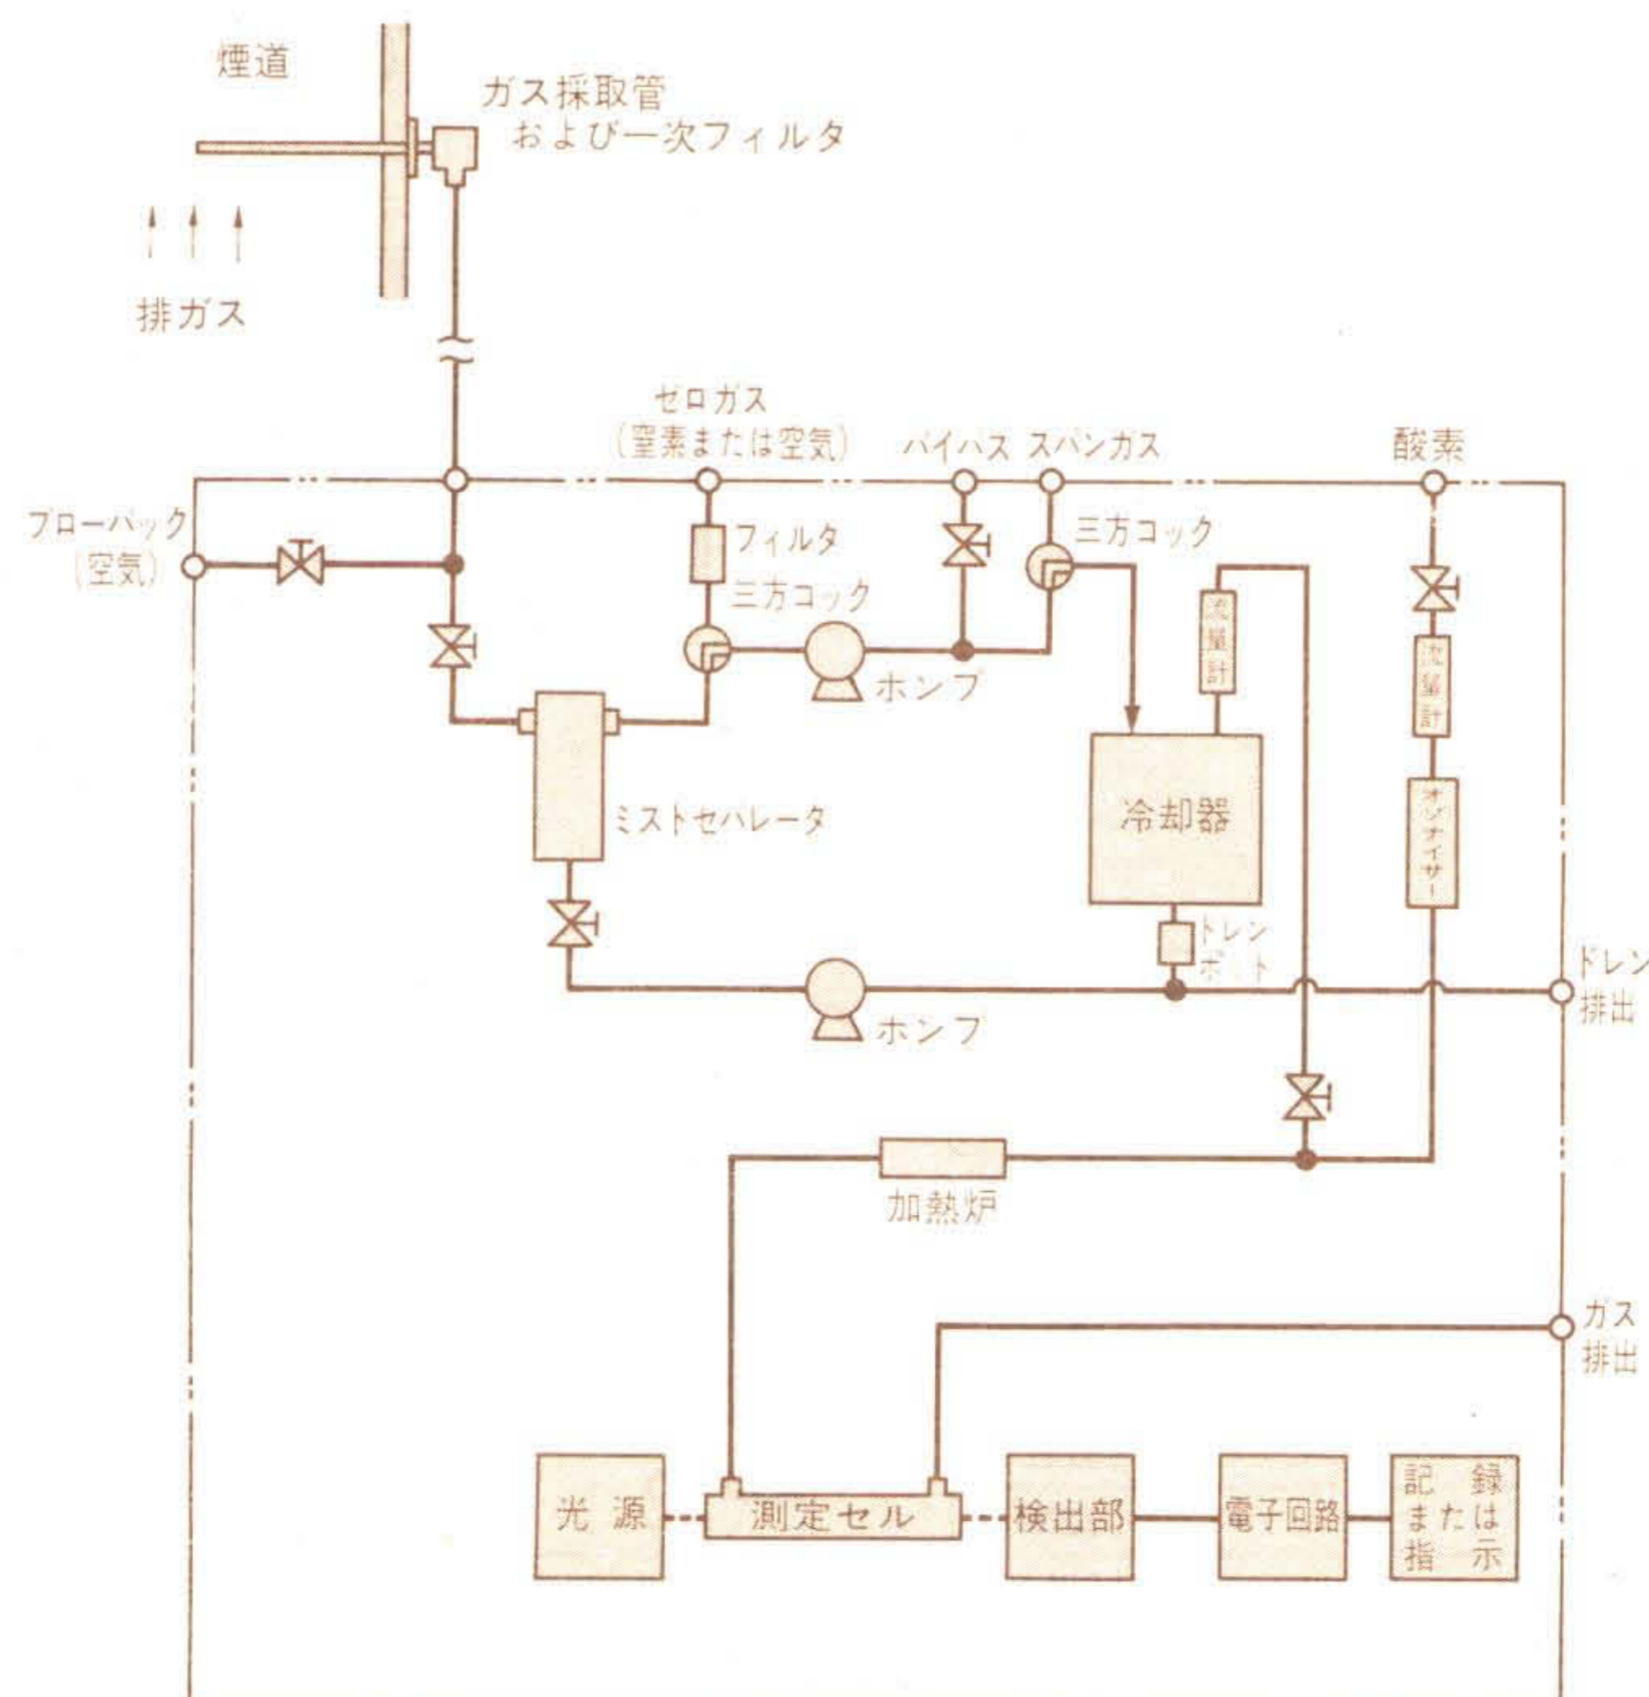 煙道
ガス採取管
および一次フィルタ
排ガス
ゼロガス
(窒素または空気)
バイパス
スパンガス
酸素
ブローバック
(空気)
フィルタ
三方コック
三方コック
流量計
流量計
ポンプ
ミストセパレータ
冷却器
オゾナイザー
ドレン
ポット
ドレン
排出
ポンプ
加熱炉
ガス
排出
光源
測定セル
検出部
電子回路
記録
または
指示